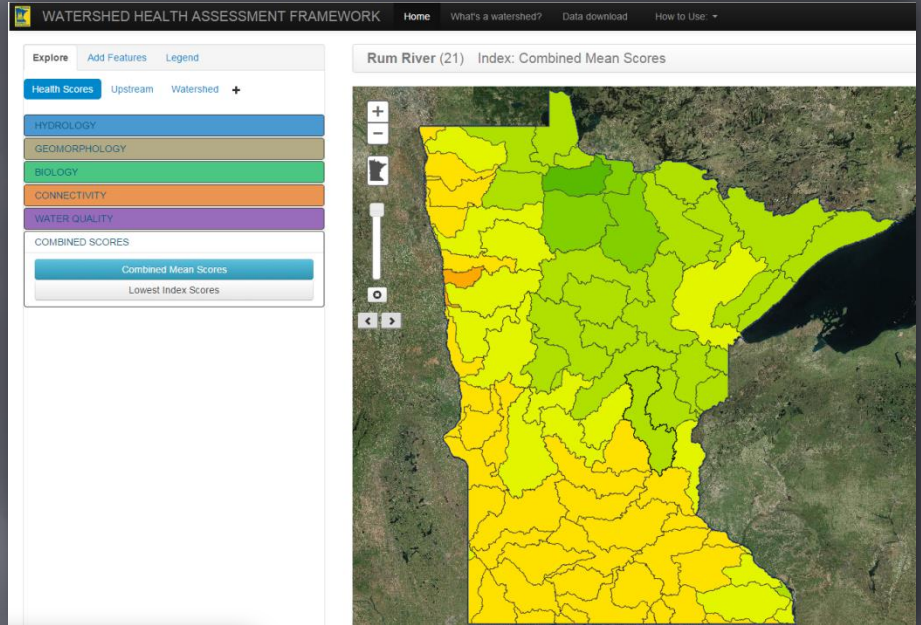 WATERSHED HEALTH ASSESSMENT FRAMEWORK Home What's a watershed? Data download How to Use:
Explore Add Features Legend
Rum River (21) Index: Combined Mean Scores
Health Scores Upstream Watershed +
HYDROLOGY
GEOMORPHOLOGY
BIOLOGY
CONNECTIVITY
WATER QUALITY
COMBINED SCORES
Combined Mean Scores
Lowest Index Scores